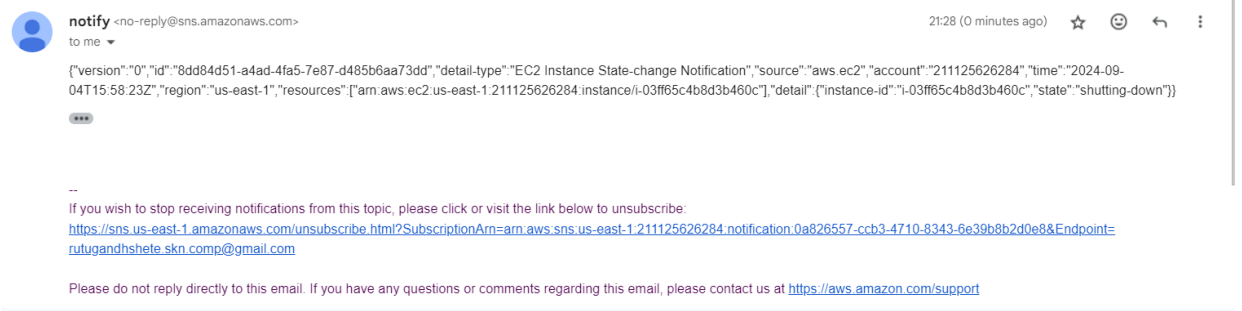 notify <no-reply@sns.amazonaws.com>
21:28 (0 minutes ago)
to me
{"version":"0","id":"8dd84d51-a4ad-4fa5-7e87-d485b6aa73dd","detail-type":"EC2 Instance State-change Notification","source":"aws.ec2","account":"211125626284","time":"2024-09-
04T15:58:23Z","region":"us-east-1","resources":["arn:aws:ec2:us-east-1:211125626284:instance/i-03ff65c4b8d3b460c"],"detail":{"instance-id":"i-03ff65c4b8d3b460c","state":"shutting-down"}}
--
If you wish to stop receiving notifications from this topic, please click or visit the link below to unsubscribe:
https://sns.us-east-1.amazonaws.com/unsubscribe.html?SubscriptionArn=arn:aws:sns:us-east-1:211125626284:notification:0a826557-ccb3-4710-8343-6e39b8b2d0e8&Endpoint=
rutugandhshete.skn.comp@gmail.com
Please do not reply directly to this email. If you have any questions or comments regarding this email, please contact us at https://aws.amazon.com/support